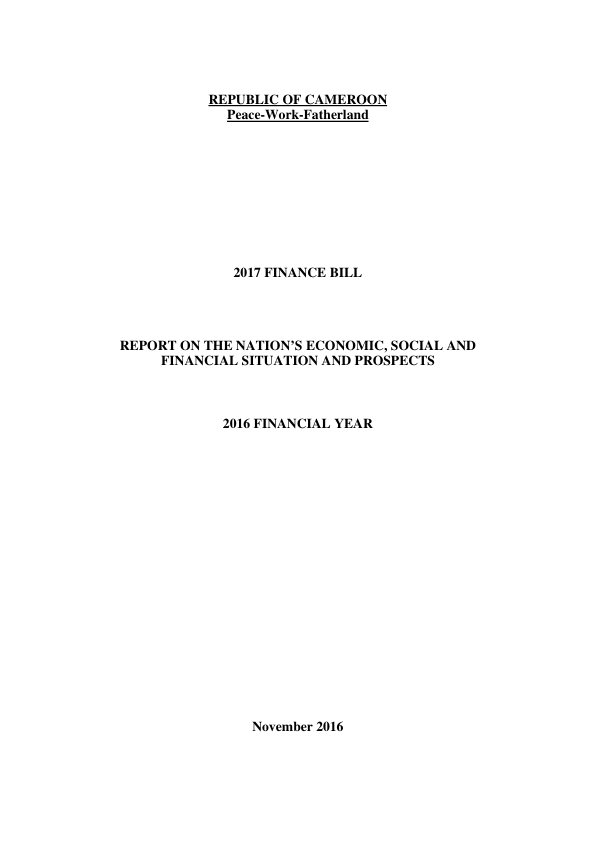 REPUBLIC OF CAMEROON
Peace-Work-Fatherland
2017 FINANCE BILL
REPORT ON THE NATION’S ECONOMIC, SOCIAL AND
FINANCIAL SITUATION AND PROSPECTS
2016 FINANCIAL YEAR
November 2016